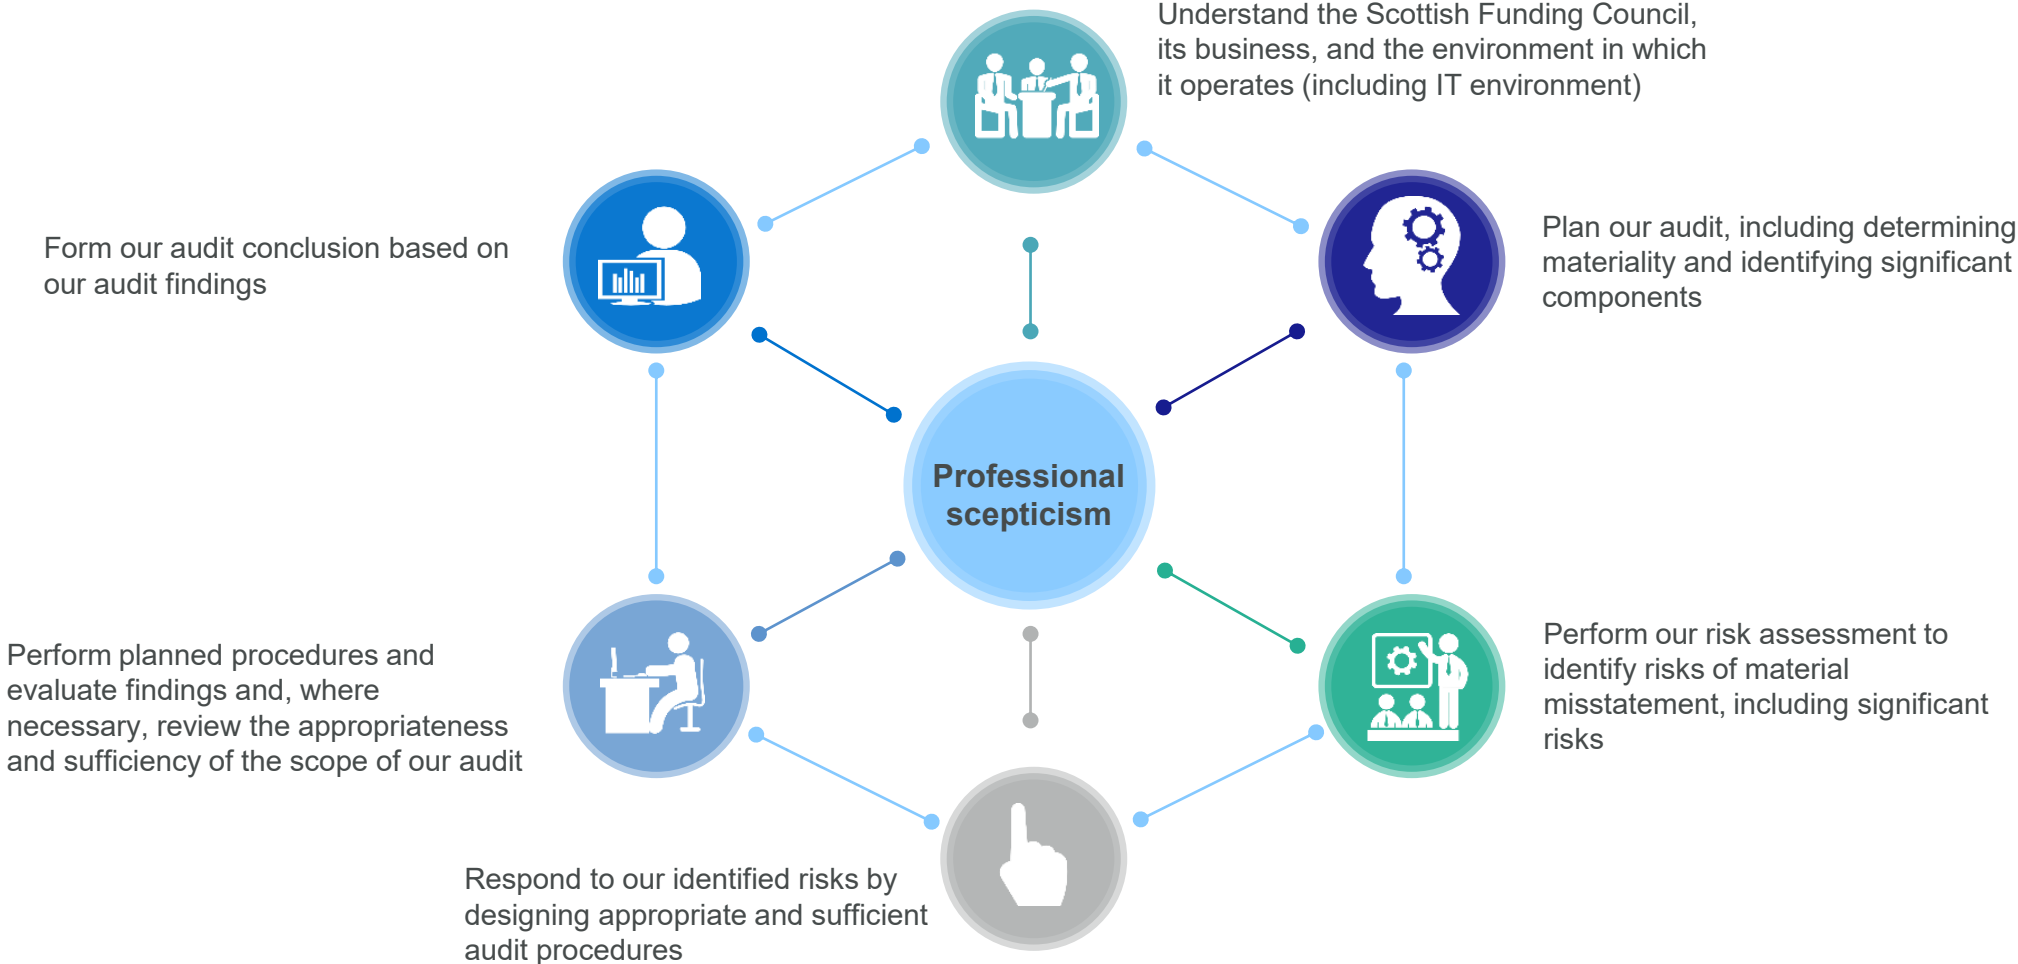 Understand the Scottish Funding Council,
its business, and the environment in which
it operates (including IT environment)
Plan our audit, including determining
materiality and identifying significant
components
Perform our risk assessment to
identify risks of material
misstatement, including significant
risks
Respond to our identified risks by
designing appropriate and sufficient
audit procedures
Perform planned procedures and
evaluate findings and, where
necessary, review the appropriateness
and sufficiency of the scope of our audit
Form our audit conclusion based on
our audit findings
Professional
scepticism